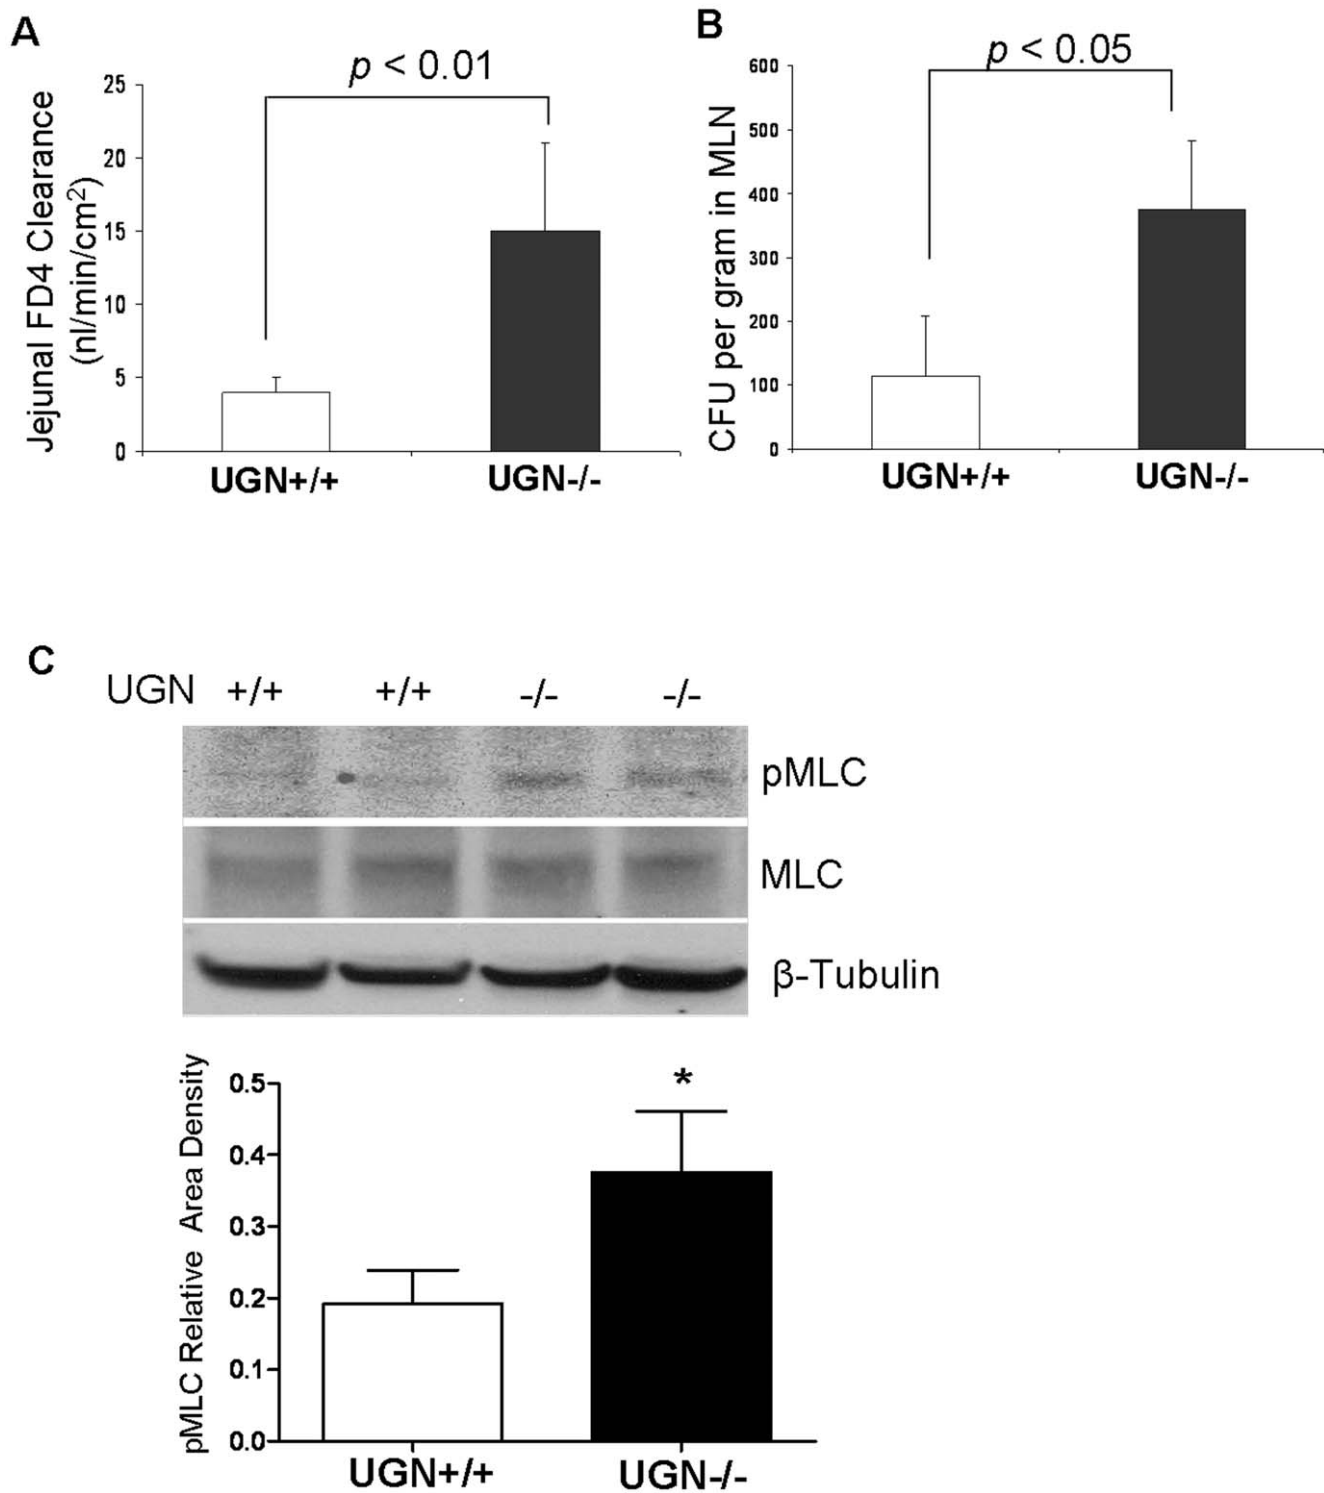 A
p < 0.01
Jejunal FD4 Clearance
(nl/min/cm²)
25
20
15
10
5
0
UGN+/+
UGN-/-
B
p < 0.05
CFU per gram in MLN
600
500
400
300
200
100
0
UGN+/+
UGN-/-
C
UGN +/+ +/+ -/- -/-
pMLC
MLC
β-Tubulin
pMLC Relative Area Density
0.5
0.4
0.3
0.2
0.1
0.0
*
UGN+/+
UGN-/-